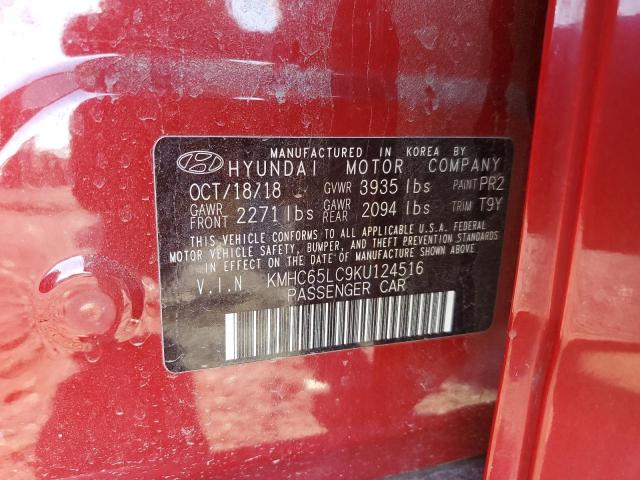 MANUFACTURED IN KOREA BY
HYUNDAI MOTOR COMPANY
OCT/18/18 GVWR 3935 lbs PAINT PR2
GAWR FRONT 2271 lbs GAWR REAR 2094 lbs TRIM T9Y
THIS VEHICLE CONFORMS TO ALL APPLICABLE U.S.A. FEDERAL
MOTOR VEHICLE SAFETY, BUMPER, AND THEFT PREVENTION STANDARDS
IN EFFECT ON THE DATE OF MANUFACTURE SHOWN ABOVE.
V.I.N KMHC65LC9KU124516
PASSENGER CAR